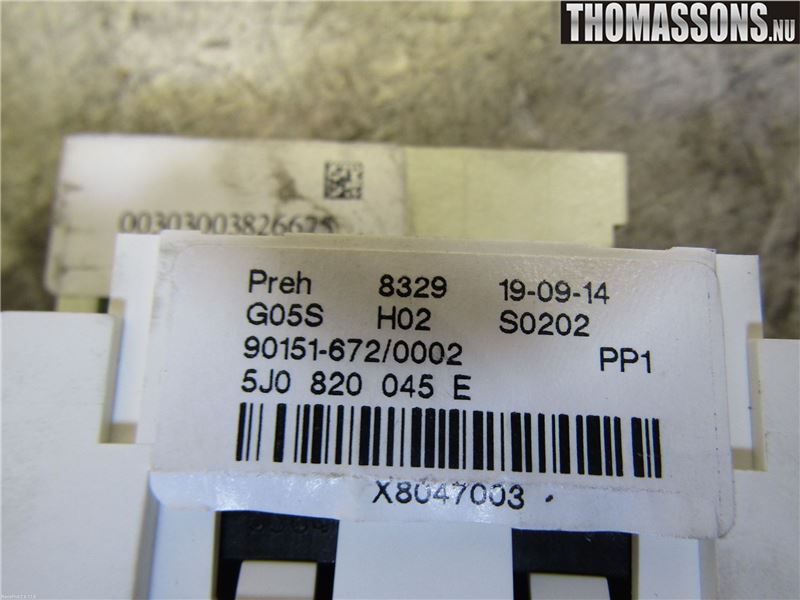 THOMASSONS.NU
00303003826675
Preh 8329 19-09-14
G05S H02 S0202
90151-672/0002 PP1
5J0 820 045 E
X8047003